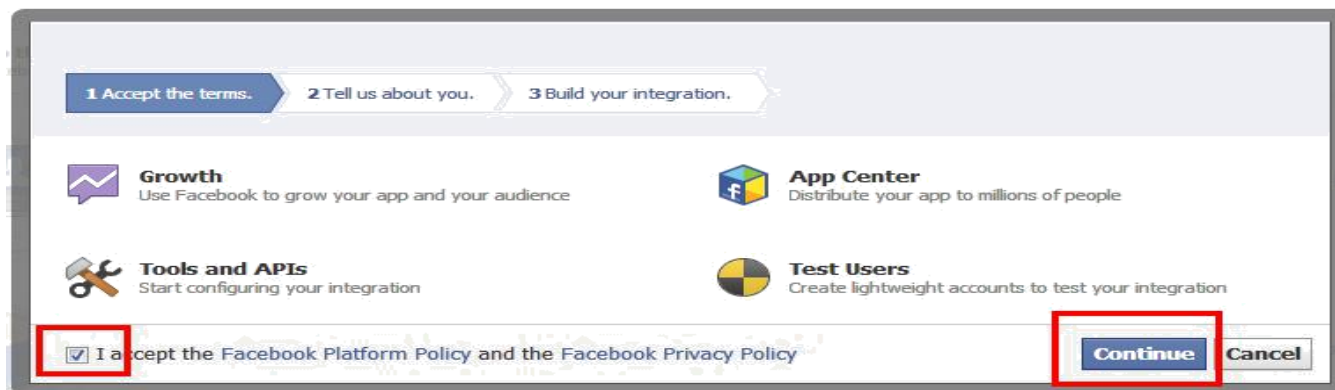 1 Accept the terms. 2 Tell us about you. 3 Build your integration.
Growth
Use Facebook to grow your app and your audience
App Center
Distribute your app to millions of people
Tools and APIs
Start configuring your integration
Test Users
Create lightweight accounts to test your integration
I accept the Facebook Platform Policy and the Facebook Privacy Policy
Continue Cancel